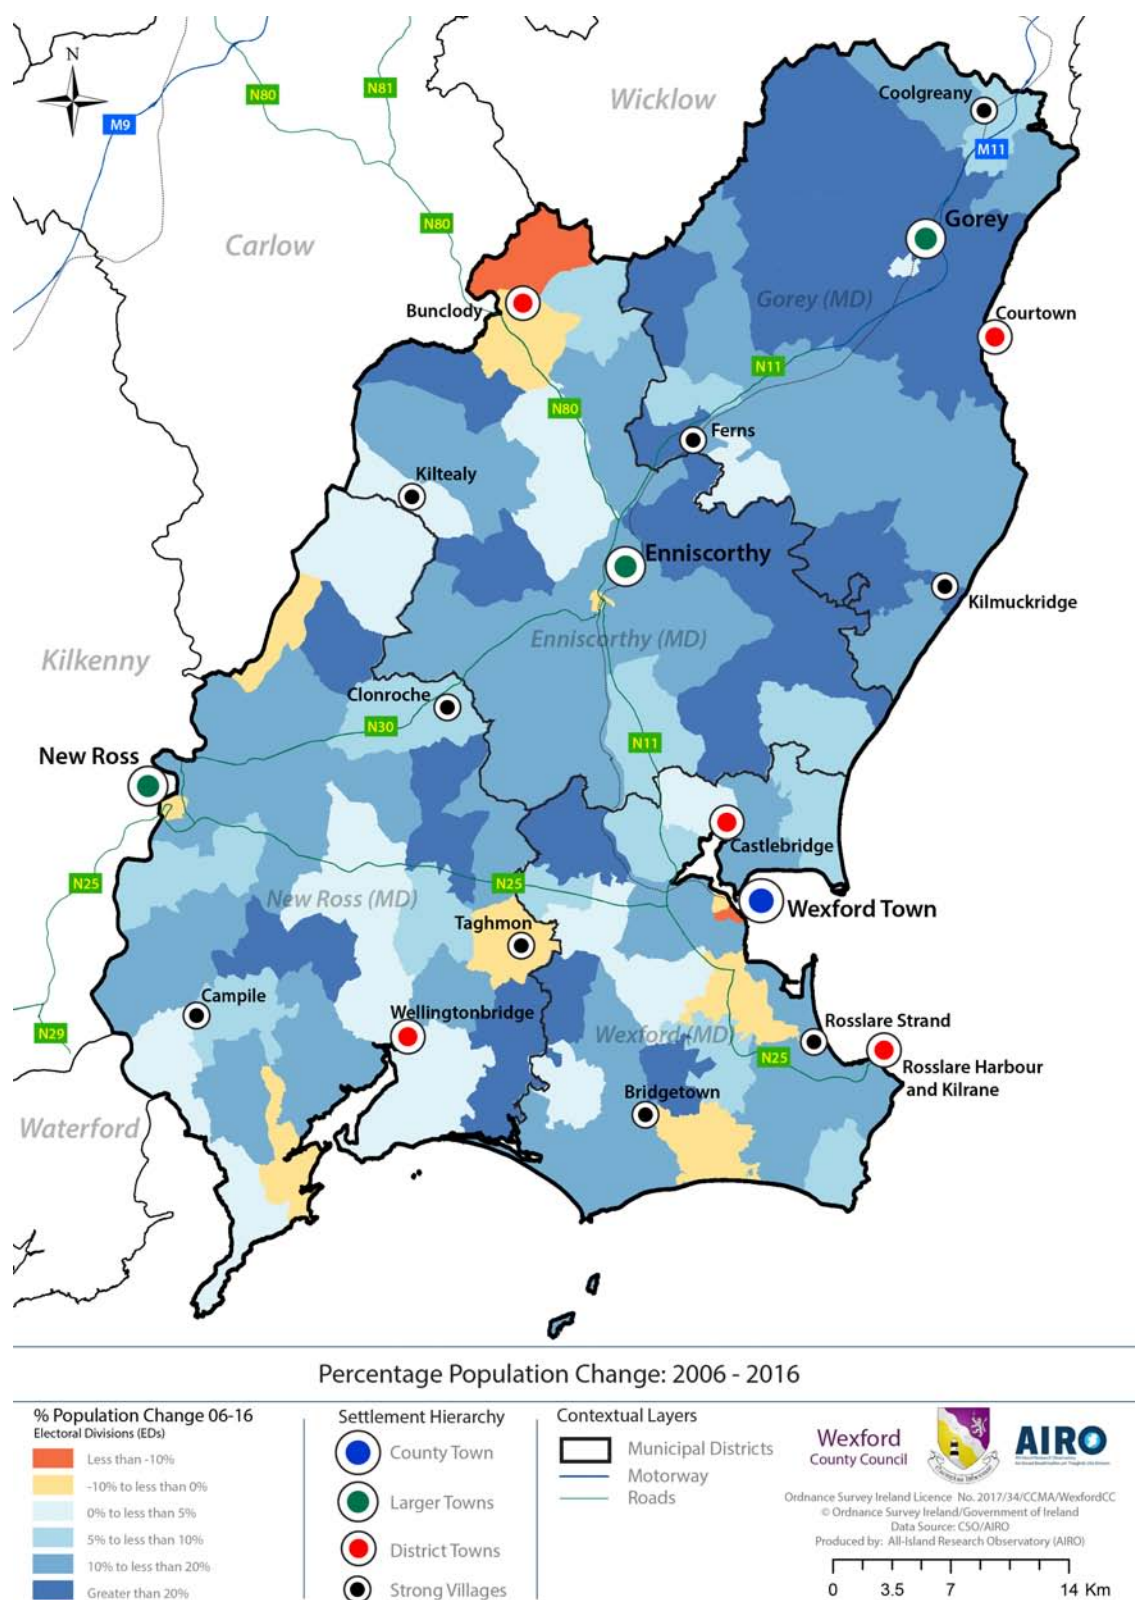 N
Wicklow
Coolgreany
N80
N81
M9
M11
N80
Gorey
Carlow
Gorey (MD)
Bunclody
Courtown
N11
N80
Ferns
Kiltealy
Enniscorthy
Kilmuckridge
Enniscorthy (MD)
Kilkenny
Clonroche
N30
N11
New Ross
Castlebridge
N25
N25
New Ross (MD)
Wexford Town
Taghmon
Campile
Wellingtonbridge
Rosslare Strand
N29
Wexford (MD)
N25
Rosslare Harbour
and Kilrane
Bridgetown
Waterford
Percentage Population Change: 2006 - 2016
% Population Change 06-16
Electoral Divisions (EDs)
Less than -10%
-10% to less than 0%
0% to less than 5%
5% to less than 10%
10% to less than 20%
Greater than 20%
Settlement Hierarchy
County Town
Larger Towns
District Towns
Strong Villages
Contextual Layers
Municipal Districts
Motorway
Roads
Wexford
County Council
AIRO
Ordnance Survey Ireland Licence No. 2017/34/CCMA/WexfordCC
© Ordnance Survey Ireland/Government of Ireland
Data Source: CSO/AIRO
Produced by: All-Island Research Observatory (AIRO)
0 3.5 7 14 Km